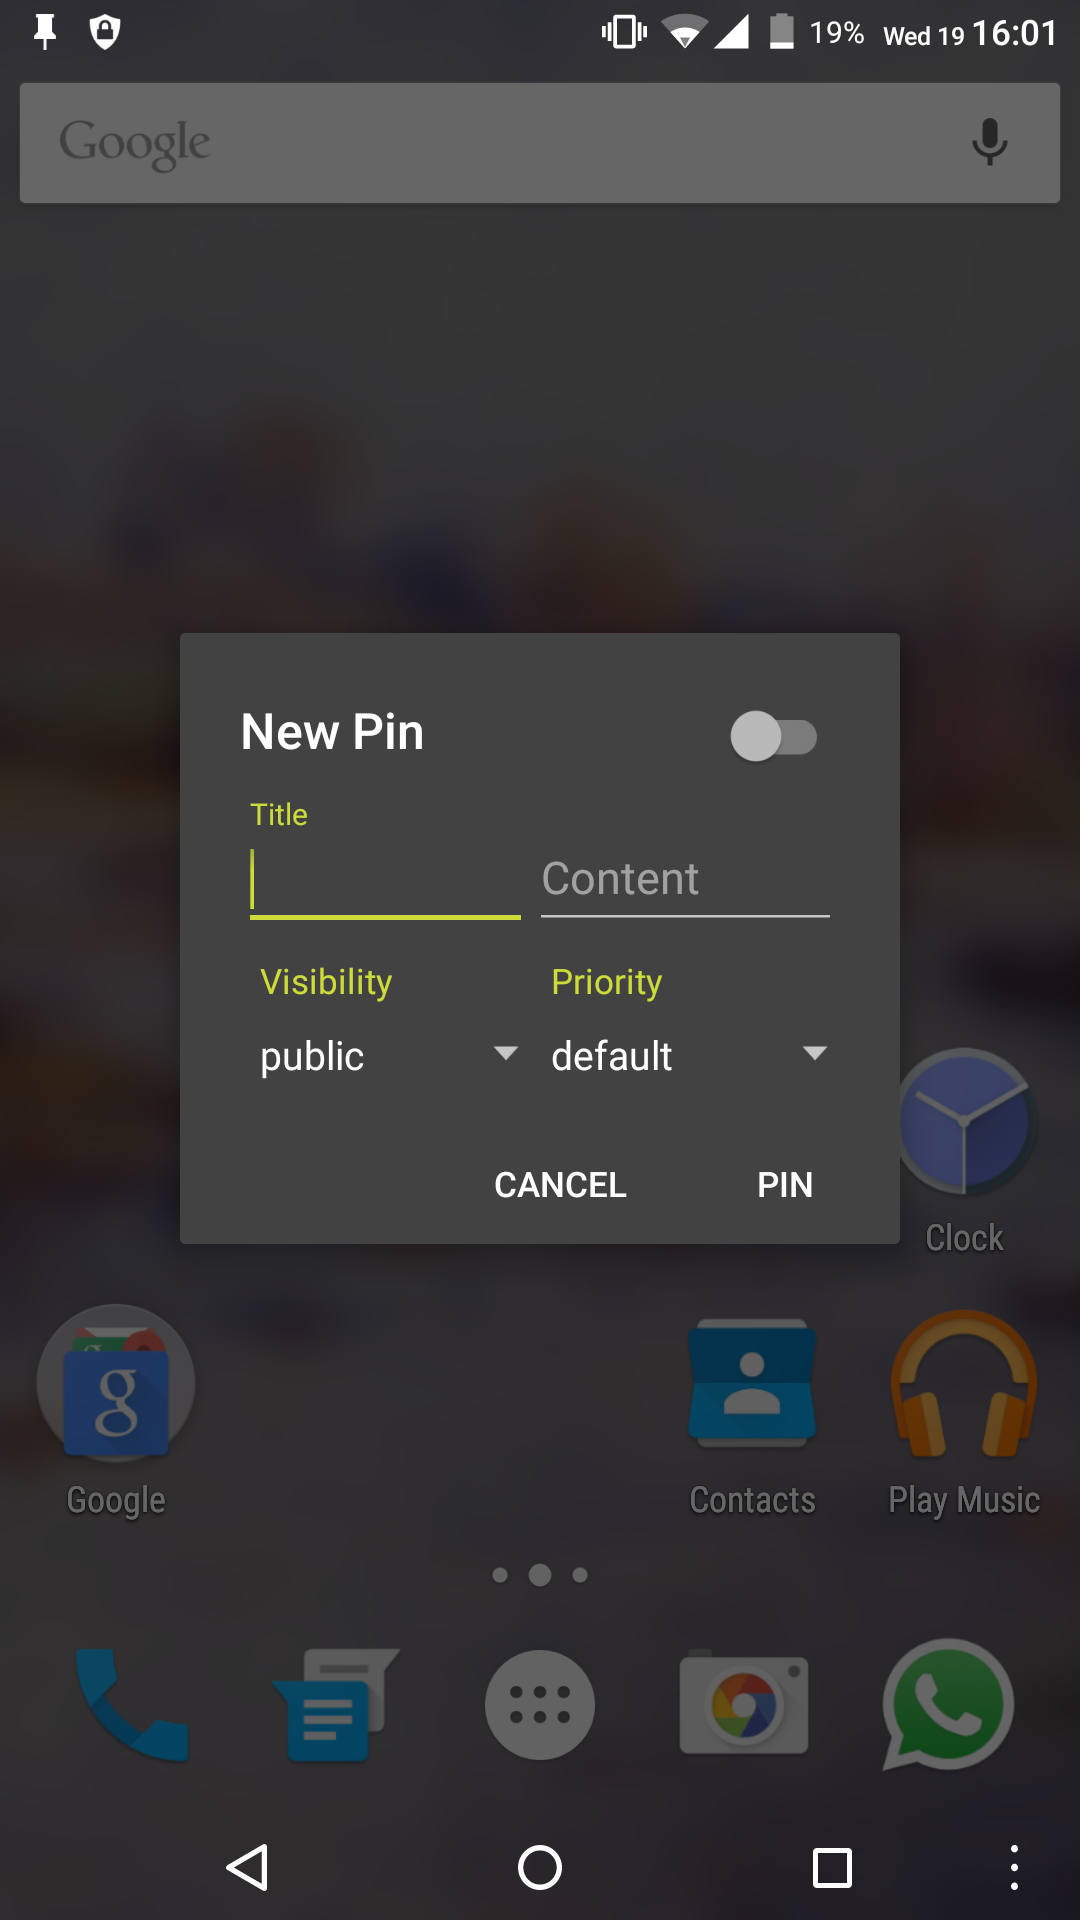 19% Wed 19 16:01
Google
New Pin
Title
Content
Visibility Priority
public default
CANCEL PIN
Clock
Google Contacts Play Music